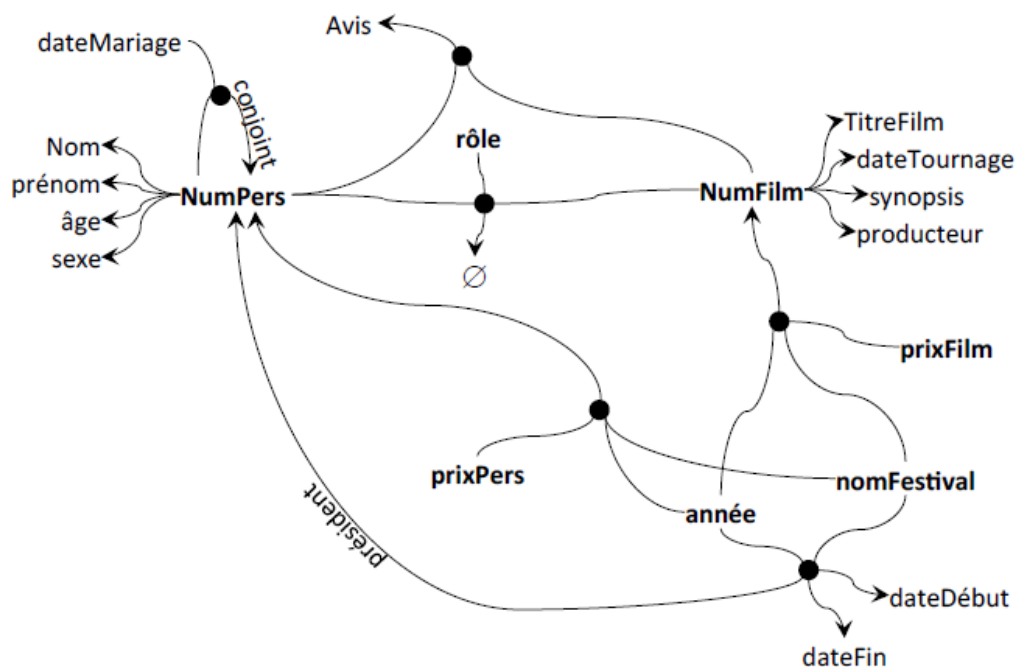 Avis
dateMariage
conjoint
rôle
TitreFilm
Nom
dateTournage
prénom
NumPers
NumFilm
synopsis
âge
producteur
sexe
∅
prixFilm
prixPers
nomFestival
année
président
dateDébut
dateFin